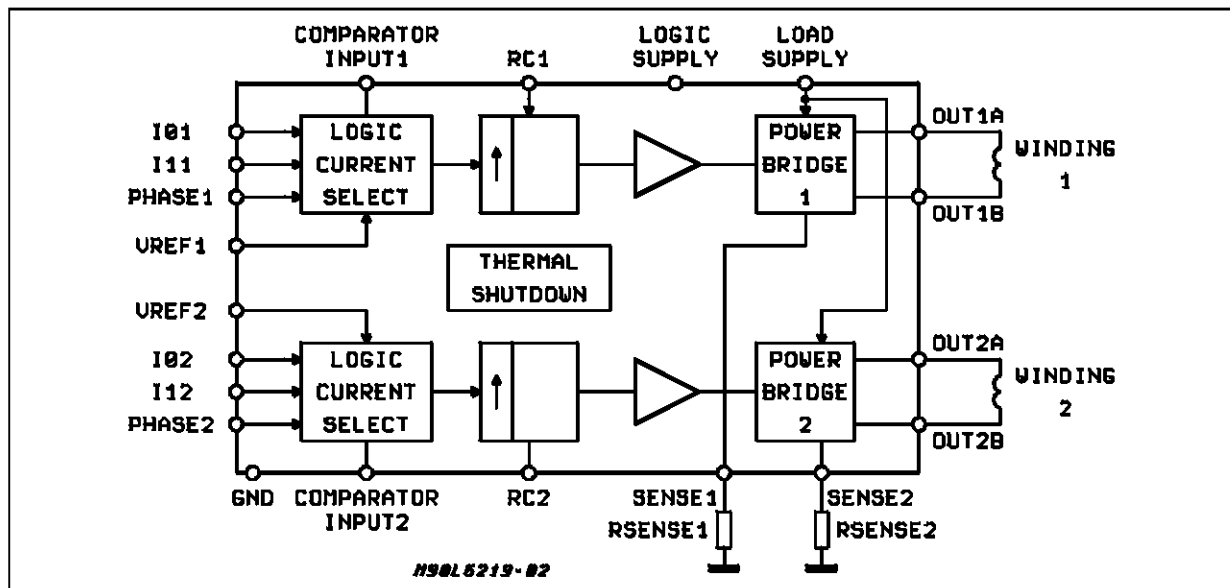 COMPARATOR
INPUT1
RC1
LOGIC
SUPPLY
LOAD
SUPPLY
I01
I11
PHASE1
VREF1
LOGIC
CURRENT
SELECT
POWER
BRIDGE
1
OUT1A
OUT1B
WINDING
1
THERMAL
SHUTDOWN
VREF2
I02
I12
PHASE2
LOGIC
CURRENT
SELECT
POWER
BRIDGE
2
OUT2A
OUT2B
WINDING
2
GND
COMPARATOR
INPUT2
RC2
SENSE1
RSENSE1
SENSE2
RSENSE2
M90L6219-02